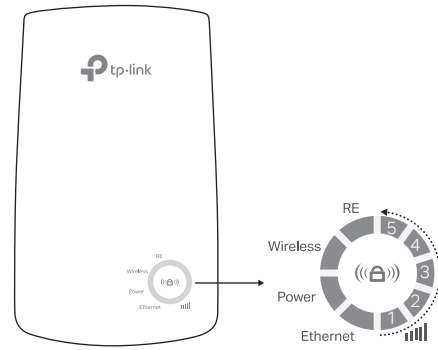 tp-link
RE
Wireless
Power
Ethernet
RE
Wireless
Power
Ethernet
5
4
3
2
1